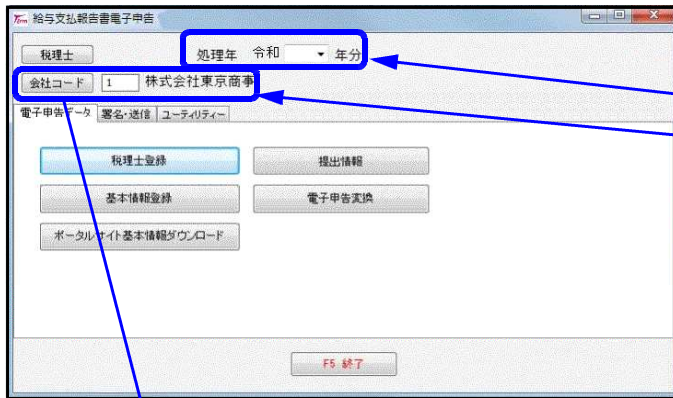 給与支払報告書電子申告
税理士 処理年 令和 年分
会社コード 1 株式会社東京商事
電子申告データ 署名・送信 ユーティリティー
税理士登録 提出情報
基本情報登録 電子申告変換
ポータルサイト基本情報ダウンロード
F5 終了